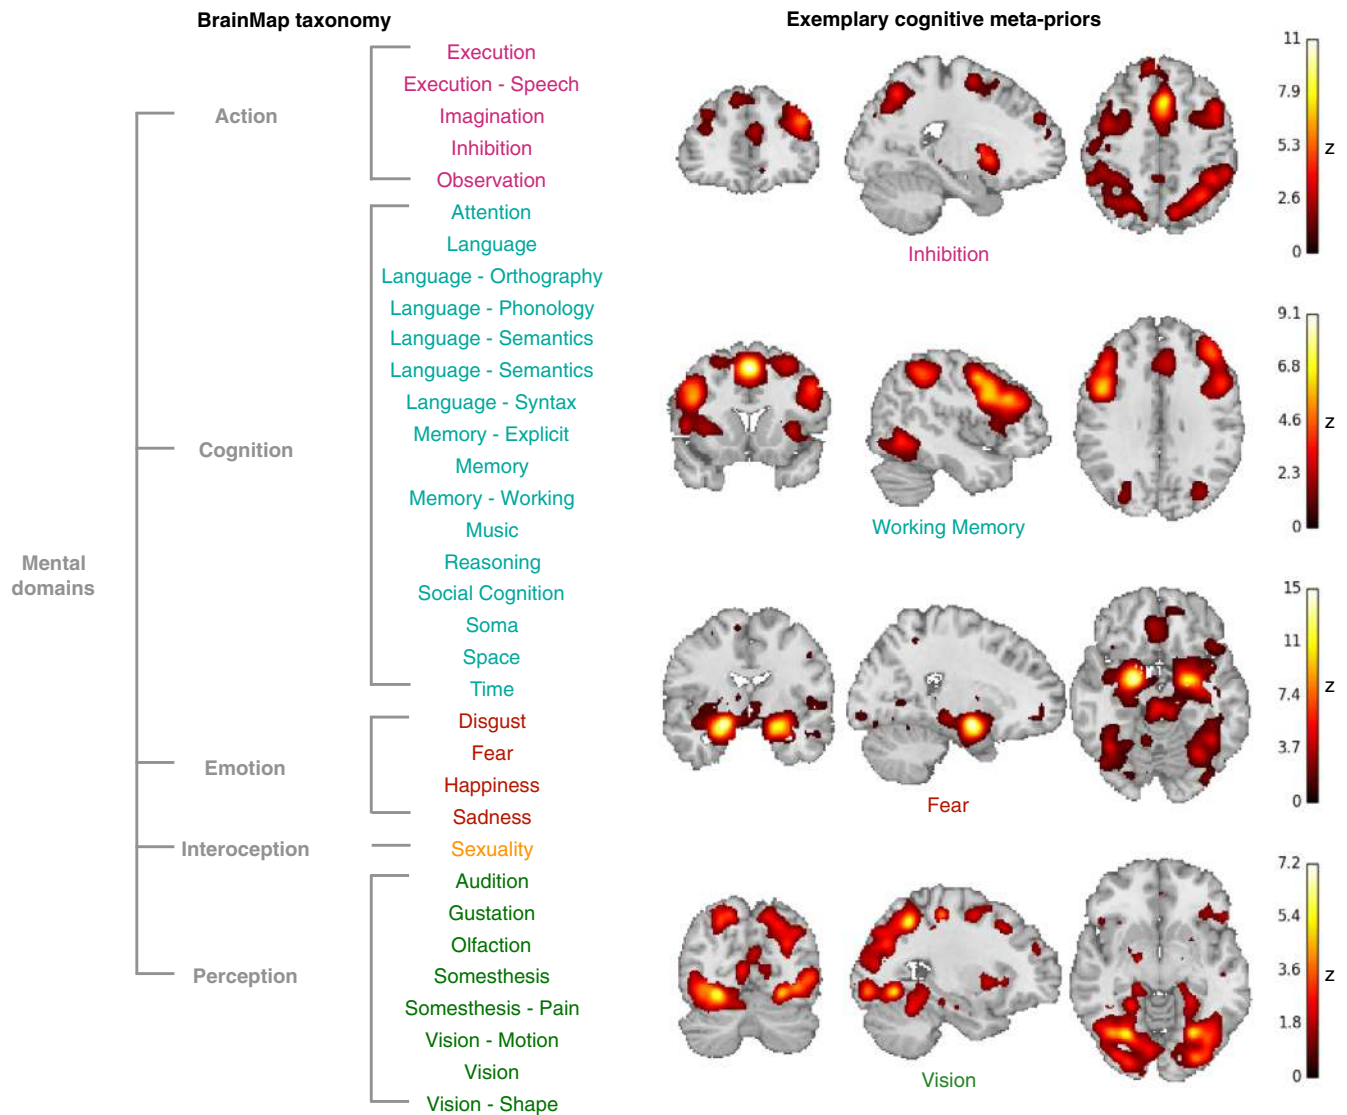 BrainMap taxonomy
Exemplary cognitive meta-priors
Mental
domains
Action
Execution
Execution - Speech
Imagination
Inhibition
Observation
Cognition
Attention
Language
Language - Orthography
Language - Phonology
Language - Semantics
Language - Semantics
Language - Syntax
Memory - Explicit
Memory
Memory - Working
Music
Reasoning
Social Cognition
Soma
Space
Time
Emotion
Disgust
Fear
Happiness
Sadness
Interoception
Sexuality
Perception
Audition
Gustation
Olfaction
Somesthesis
Somesthesis - Pain
Vision - Motion
Vision
Vision - Shape
11
7.9
5.3
z
2.6
0
Inhibition
9.1
6.8
4.6
z
2.3
0
Working Memory
15
11
7.4
z
3.7
0
Fear
7.2
5.4
3.6
z
1.8
0
Vision